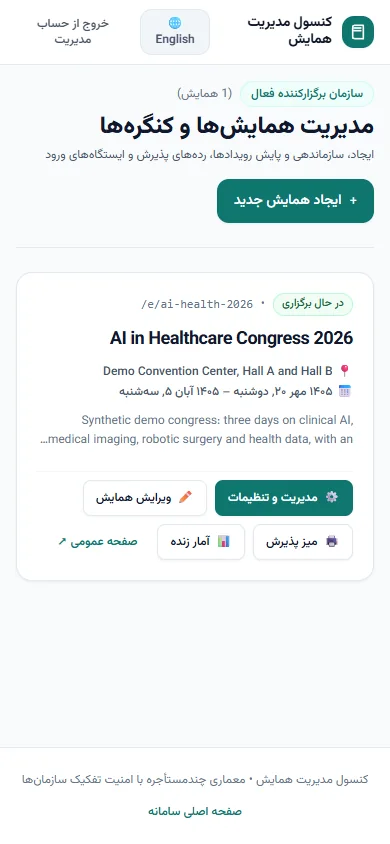 کنسول مدیریت
همایش
English
خروج از حساب
مدیریت
سازمان برگزارکننده فعال (1 همایش)
مدیریت همایش‌ها و کنگره‌ها
ایجاد، سازماندهی و پایش رویدادها، رده‌های پذیرش و ایستگاه‌های ورود
+ ایجاد همایش جدید
در حال برگزاری • /e/ai-health-2026
AI in Healthcare Congress 2026
Demo Convention Center, Hall A and Hall B
۱۴۰۵ مهر ۲۰, دوشنبه – ۱۴۰۵ آبان ۵, سه‌شنبه
Synthetic demo congress: three days on clinical AI,
medical imaging, robotic surgery and health data, with an...
مدیریت و تنظیمات
ویرایش همایش
میز پذیرش
آمار زنده
صفحه عمومی ↗
کنسول مدیریت همایش • معماری چندمستأجره با امنیت تفکیک سازمان‌ها
صفحه اصلی سامانه